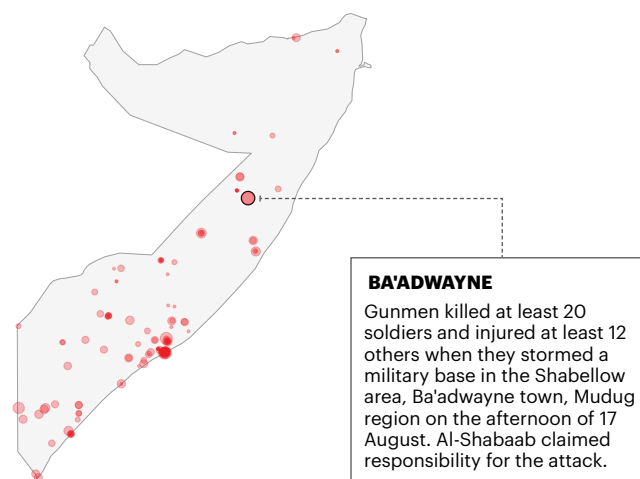 BA'ADWAYNE
Gunmen killed at least 20
soldiers and injured at least 12
others when they stormed a
military base in the Shabellow
area, Ba'adwayne town, Mudug
region on the afternoon of 17
August. Al-Shabaab claimed
responsibility for the attack.